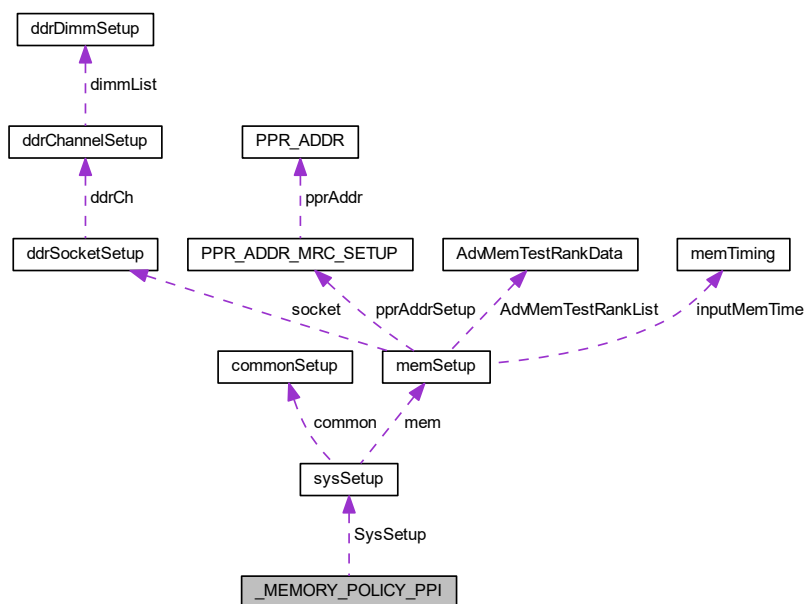 ddrDimmSetup
dimmList
ddrChannelSetup
PPR_ADDR
ddrCh
pprAddr
ddrSocketSetup
PPR_ADDR_MRC_SETUP
AdvMemTestRankData
memTiming
socket
pprAddrSetup
AdvMemTestRankList
inputMemTime
commonSetup
memSetup
common
mem
sysSetup
SysSetup
_MEMORY_POLICY_PPI